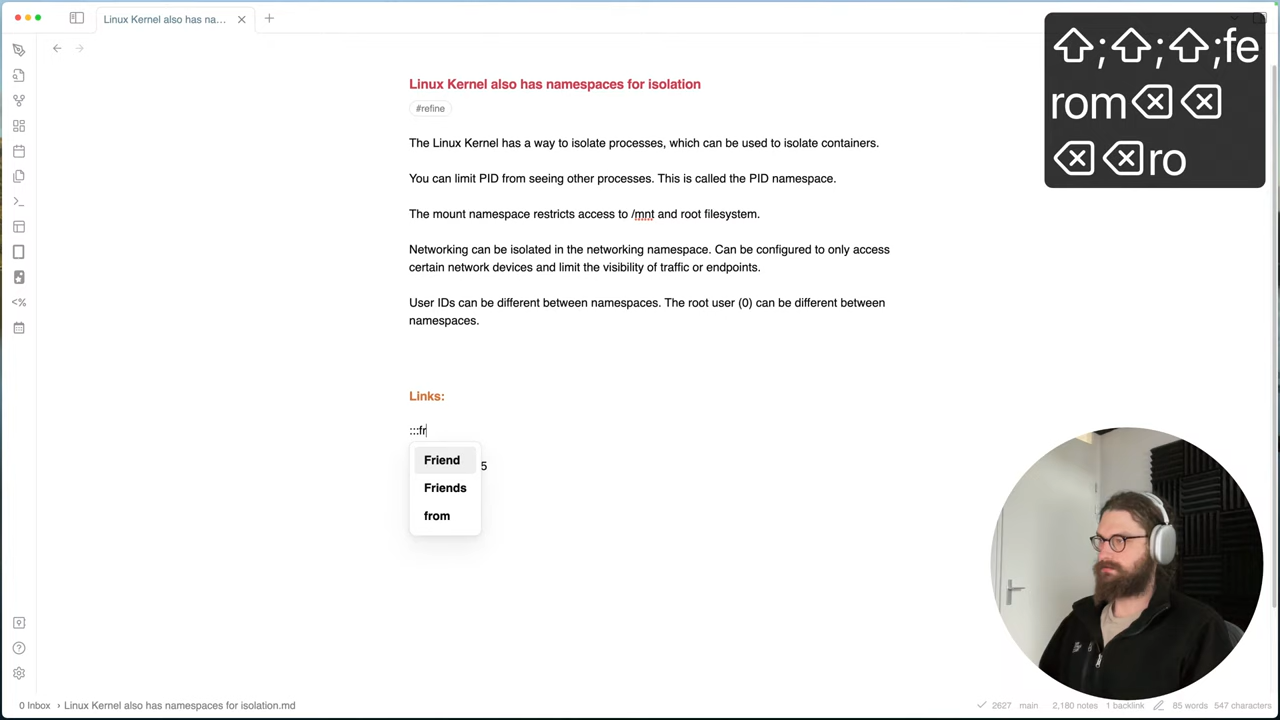 Linux Kernel also has na...
⇧;⇧;⇧;fe
rom⌫⌫
⌫⌫ro
Linux Kernel also has namespaces for isolation
#refine
The Linux Kernel has a way to isolate processes, which can be used to isolate containers.
You can limit PID from seeing other processes. This is called the PID namespace.
The mount namespace restricts access to /mnt and root filesystem.
Networking can be isolated in the networking namespace. Can be configured to only access
certain network devices and limit the visibility of traffic or endpoints.
User IDs can be different between namespaces. The root user (0) can be different between
namespaces.
Links:
:::fr
Friend
5
Friends
from
0 Inbox › Linux Kernel also has namespaces for isolation.md
2627 main 2,180 notes 1 backlink 85 words 547 characters